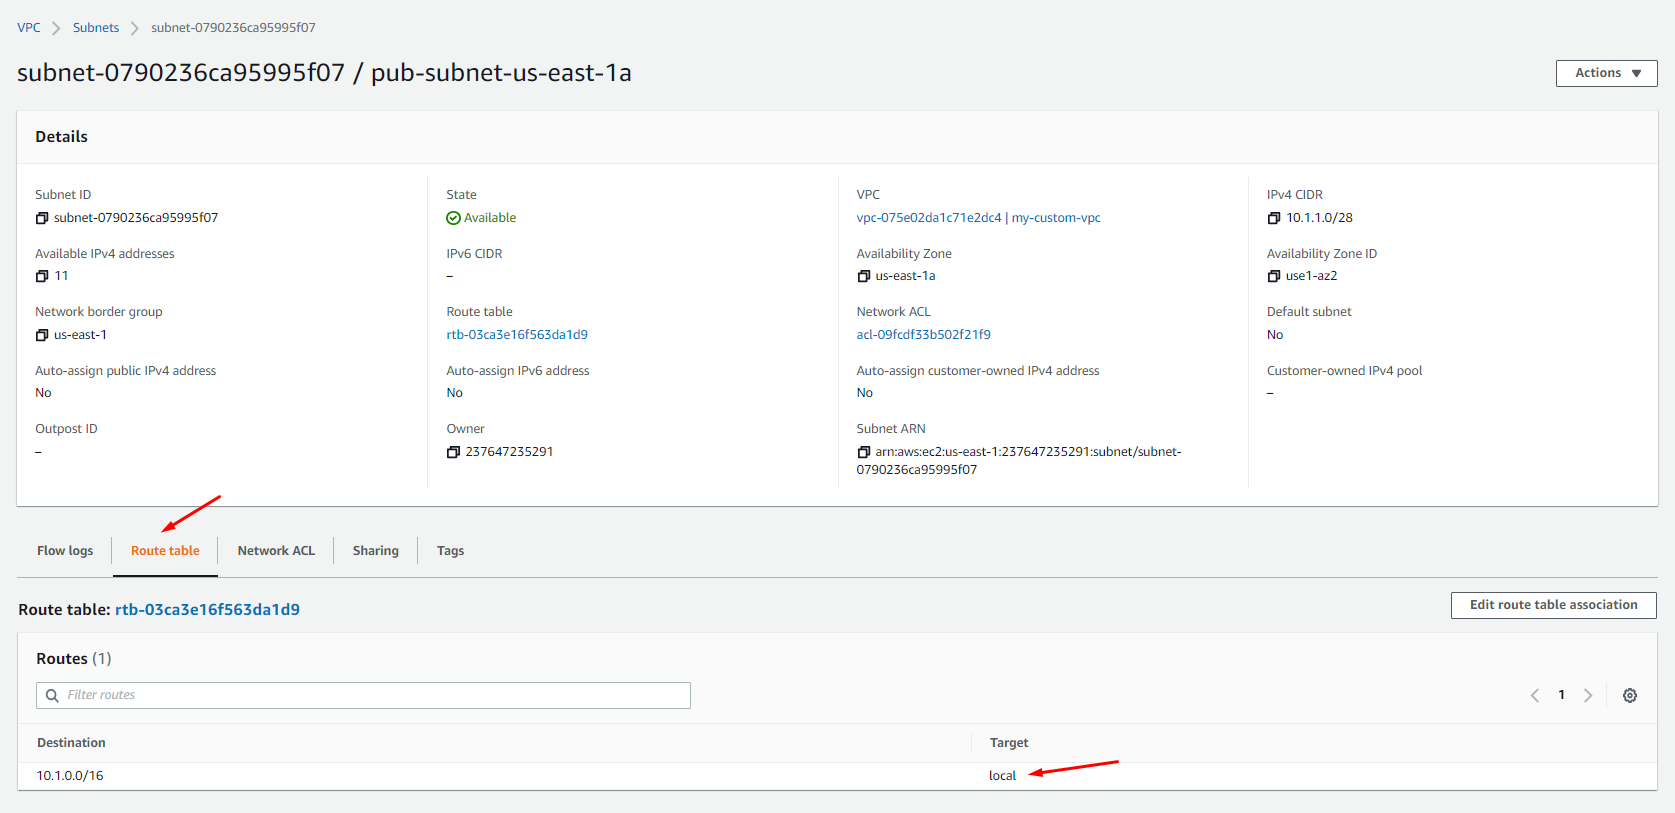 VPC > Subnets > subnet-0790236ca95995f07
subnet-0790236ca95995f07 / pub-subnet-us-east-1a
Actions
Details
Subnet ID
subnet-0790236ca95995f07
State
Available
VPC
vpc-075e02da1c71e2dc4 | my-custom-vpc
IPv4 CIDR
10.1.1.0/28
Available IPv4 addresses
11
IPv6 CIDR
–
Availability Zone
us-east-1a
Availability Zone ID
use1-az2
Network border group
us-east-1
Route table
rtb-03ca3e16f563da1d9
Network ACL
acl-09fcdf33b502f21f9
Default subnet
No
Auto-assign public IPv4 address
No
Auto-assign IPv6 address
No
Auto-assign customer-owned IPv4 address
No
Customer-owned IPv4 pool
–
Outpost ID
–
Owner
237647235291
Subnet ARN
arn:aws:ec2:us-east-1:237647235291:subnet/subnet-
0790236ca95995f07
Flow logs
Route table
Network ACL
Sharing
Tags
Route table: rtb-03ca3e16f563da1d9
Edit route table association
Routes (1)
Filter routes
1
Destination
Target
10.1.0.0/16
local